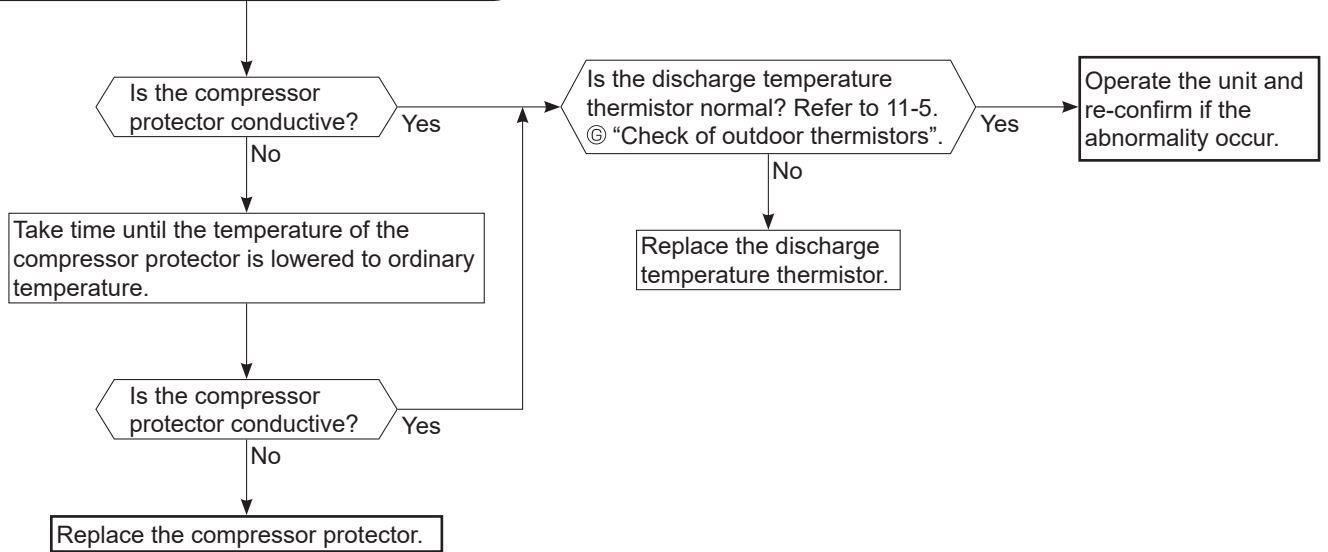 Is the compressor
protector conductive?
Yes
No
Take time until the temperature of the
compressor protector is lowered to ordinary
temperature.
Is the compressor
protector conductive?
Yes
No
Replace the compressor protector.
Is the discharge temperature
thermistor normal? Refer to 11-5.
Ⓖ “Check of outdoor thermistors”.
Yes
No
Replace the discharge
temperature thermistor.
Operate the unit and
re-confirm if the
abnormality occur.